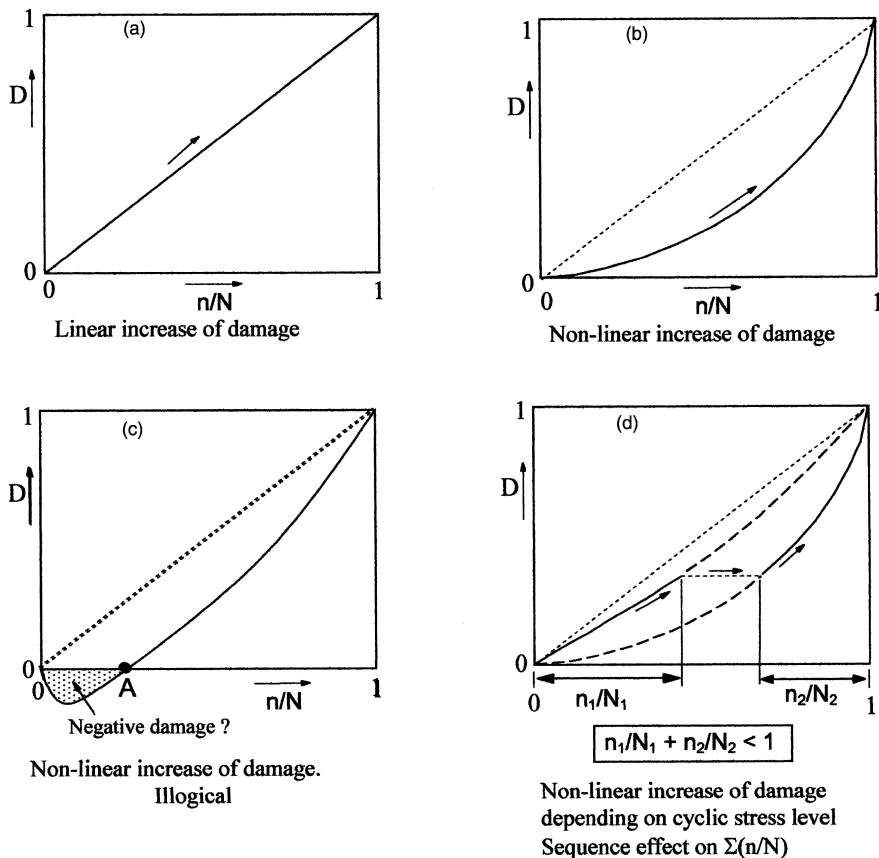 1
(a)
D
0
0
n/N
1
Linear increase of damage
1
(b)
D
0
0
n/N
1
Non-linear increase of damage
1
(c)
D
0
0
A
n/N
1
Negative damage ?
Non-linear increase of damage.
Illogical
1
(d)
D
0
0
n₁/N₁
n₂/N₂
1
n₁/N₁ + n₂/N₂ < 1
Non-linear increase of damage
depending on cyclic stress level
Sequence effect on Σ(n/N)